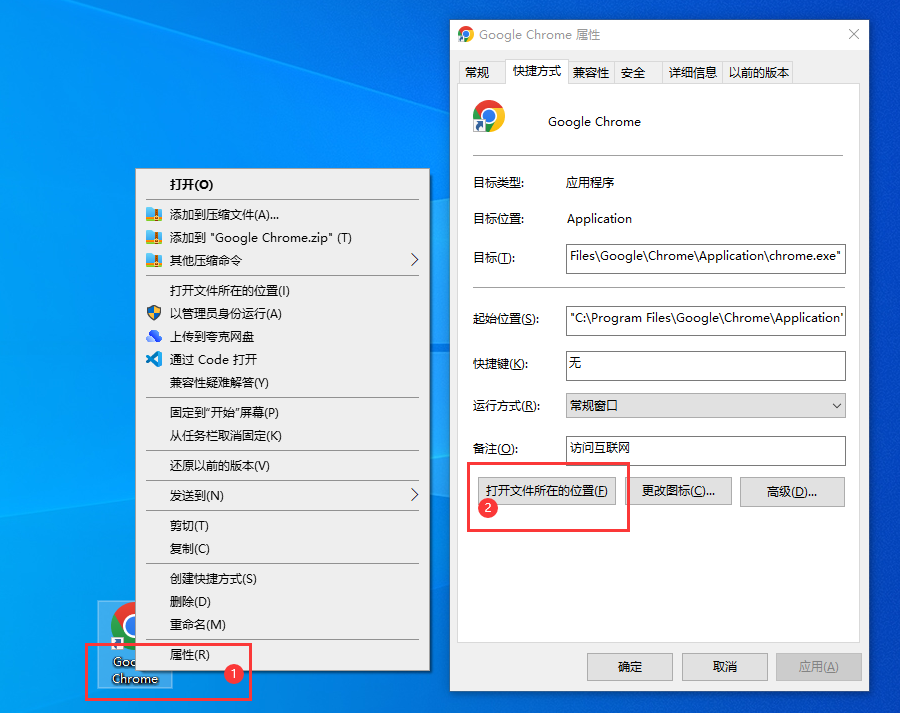 打开(O)
添加到压缩文件(A)...
添加到 "Google Chrome.zip" (T)
其他压缩命令
打开文件所在的位置(I)
以管理员身份运行(A)
上传到夸克网盘
通过 Code 打开
兼容性疑难解答(Y)
固定到"开始"屏幕(P)
从任务栏取消固定(K)
还原以前的版本(V)
发送到(N)
剪切(T)
复制(C)
创建快捷方式(S)
删除(D)
重命名(M)
属性(R)
1
Goo
Chrome
Google Chrome 属性
常规 快捷方式 兼容性 安全 详细信息 以前的版本
Google Chrome
目标类型: 应用程序
目标位置: Application
目标(T): Files\Google\Chrome\Application\chrome.exe"
起始位置(S): "C:\Program Files\Google\Chrome\Application"
快捷键(K): 无
运行方式(R): 常规窗口
备注(O): 访问互联网
打开文件所在的位置(F) 更改图标(C)... 高级(D)...
2
确定 取消 应用(A)